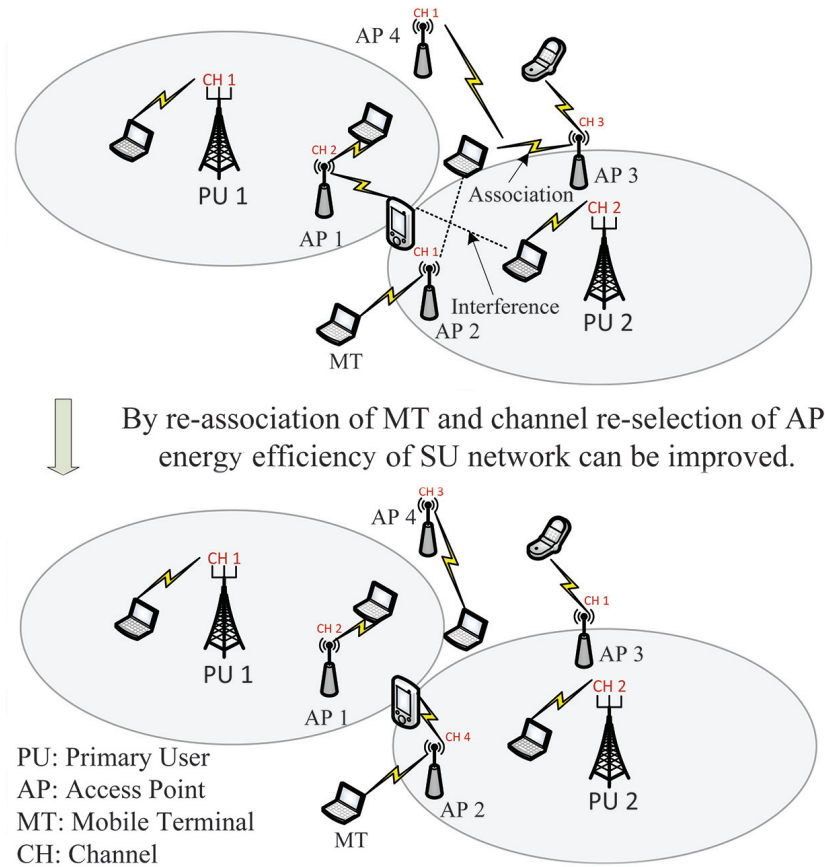 CH 1
AP 4
CH 1
PU 1
CH 2
AP 1
CH 3
AP 3
Association
CH 2
PU 2
CH 1
AP 2
Interference
MT
By re-association of MT and channel re-selection of AP
energy efficiency of SU network can be improved.
CH 3
AP 4
CH 1
PU 1
CH 2
AP 1
CH 1
AP 3
CH 2
PU 2
CH 4
AP 2
MT
PU: Primary User
AP: Access Point
MT: Mobile Terminal
CH: Channel